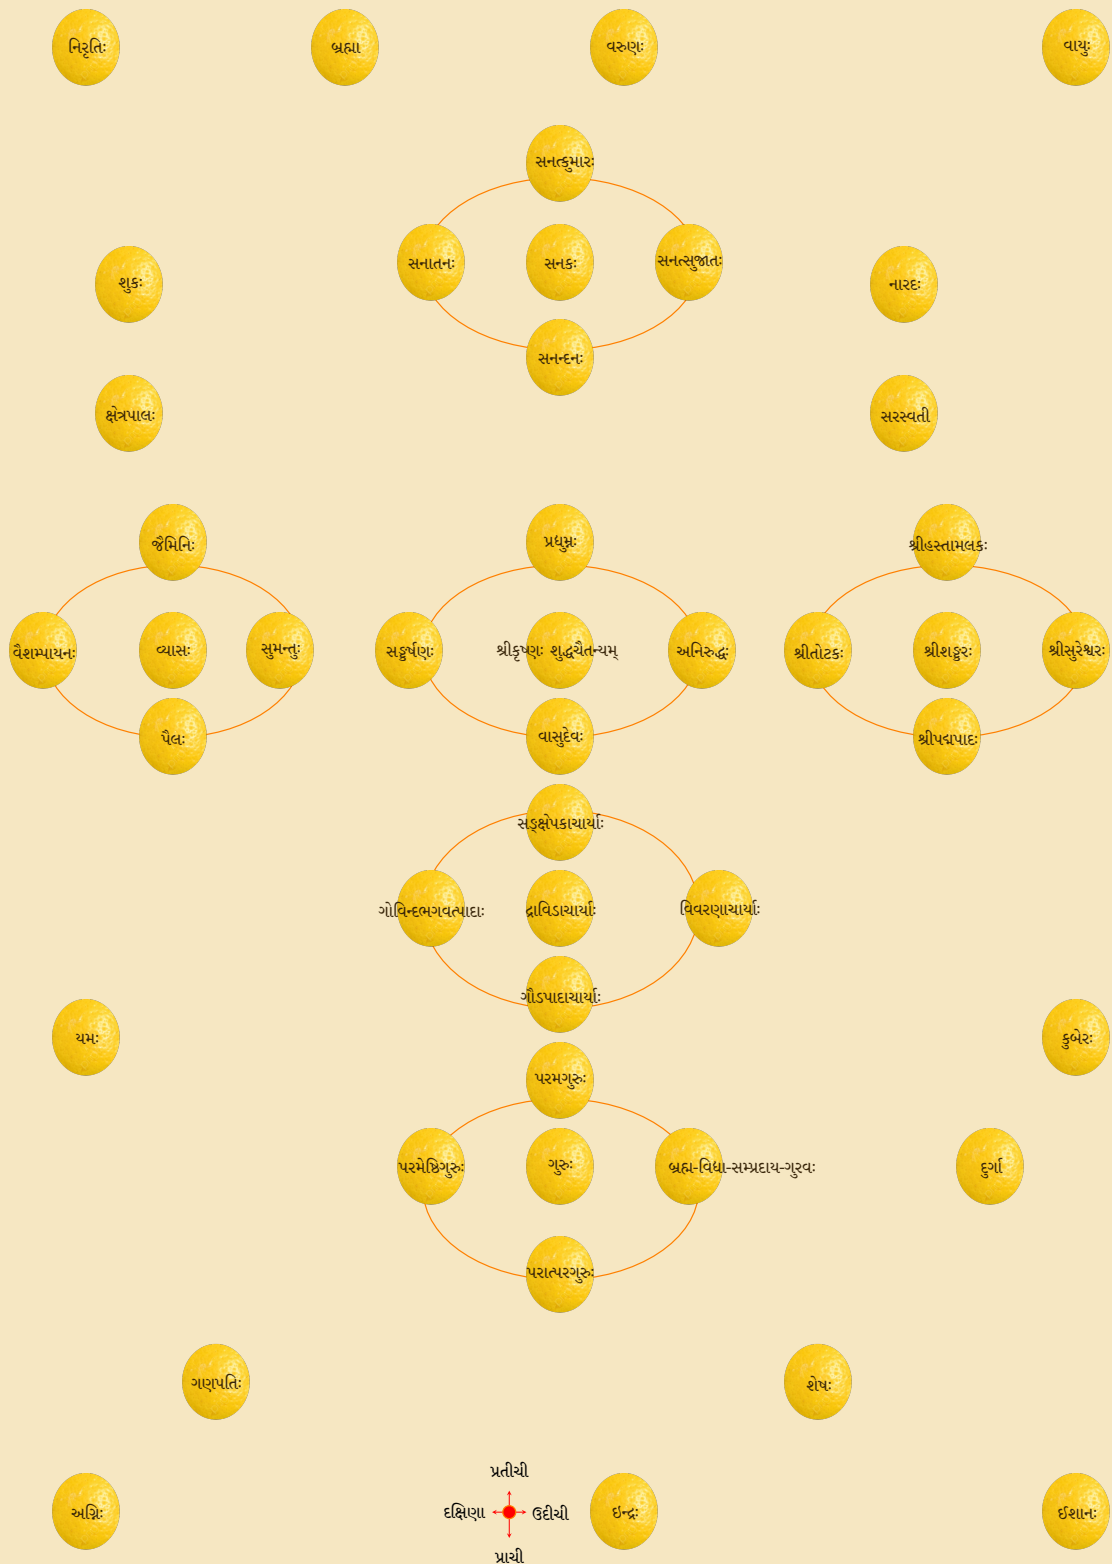 નિરૃતિઃ
બ્રહ્મા
વરુણઃ
વાયુઃ
સનત્કુમારઃ
સનાતનઃ
સનકઃ
સનત્સુજાતઃ
શુકઃ
નારદઃ
સનન્દનઃ
ક્ષેત્રપાલઃ
સરસ્વતી
જૈમિનિઃ
પ્રદ્યુમ્નઃ
શ્રીહસ્તામલકઃ
વૈશમ્પાયનઃ
વ્યાસઃ
સુમન્તુઃ
સઙ્કર્ષણઃ
શ્રીકૃષ્ણઃ શુદ્ધચૈતન્યમ્
અનિરુદ્ધઃ
શ્રીતોટકઃ
શ્રીશઙ્કરઃ
શ્રીસુરેશ્વરઃ
પૈલઃ
વાસુદેવઃ
શ્રીપદ્મપાદઃ
સઙ્ક્ષેપકાચાર્યાઃ
ગોવિન્દભગવત્પાદાઃ
દ્રાવિડાચાર્યાઃ
વિવરણાચાર્યાઃ
ગૌડપાદાચાર્યાઃ
યમઃ
કુબેરઃ
પરમગુરુઃ
પરમેષ્ઠિગુરુઃ
ગુરુઃ
બ્રહ્મ-વિદ્યા-સમ્પ્રદાય-ગુરવઃ
દુર્ગા
પરાત્પરગુરુઃ
ગણપતિઃ
શેષઃ
પ્રતીચી
અગ્નિઃ
દક્ષિણા
ઉદીચી
ઇન્દ્રઃ
ઈશાનઃ
પ્રાચી